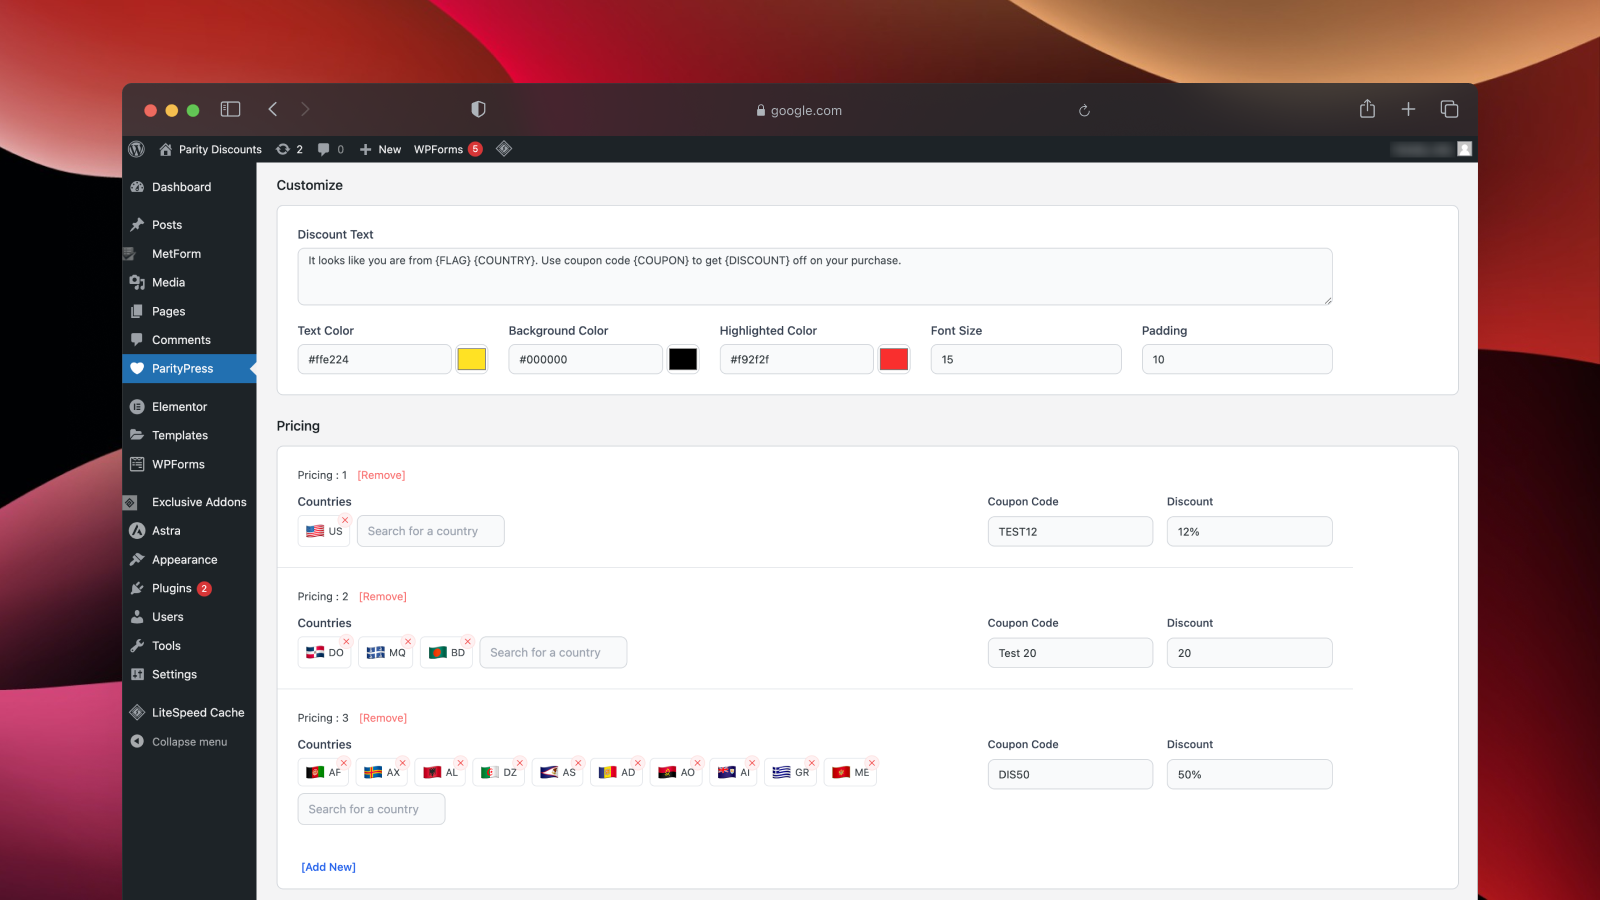 google.com
Parity Discounts 2 0 New WPForms 5
Dashboard
Posts
MetForm
Media
Pages
Comments
ParityPress
Elementor
Templates
WPForms
Exclusive Addons
Astra
Appearance
Plugins 2
Users
Tools
Settings
LiteSpeed Cache
Collapse menu
Customize
Discount Text
It looks like you are from {FLAG} {COUNTRY}. Use coupon code {COUPON} to get {DISCOUNT} off on your purchase.
Text Color Background Color Highlighted Color Font Size Padding
#ffe224 #000000 #f92f2f 15 10
Pricing
Pricing : 1 [Remove]
Countries Coupon Code Discount
US Search for a country TEST12 12%
Pricing : 2 [Remove]
Countries Coupon Code Discount
DO MQ BD Search for a country Test 20 20
Pricing : 3 [Remove]
Countries Coupon Code Discount
AF AX AL DZ AS AD AO AI GR ME DIS50 50%
Search for a country
[Add New]